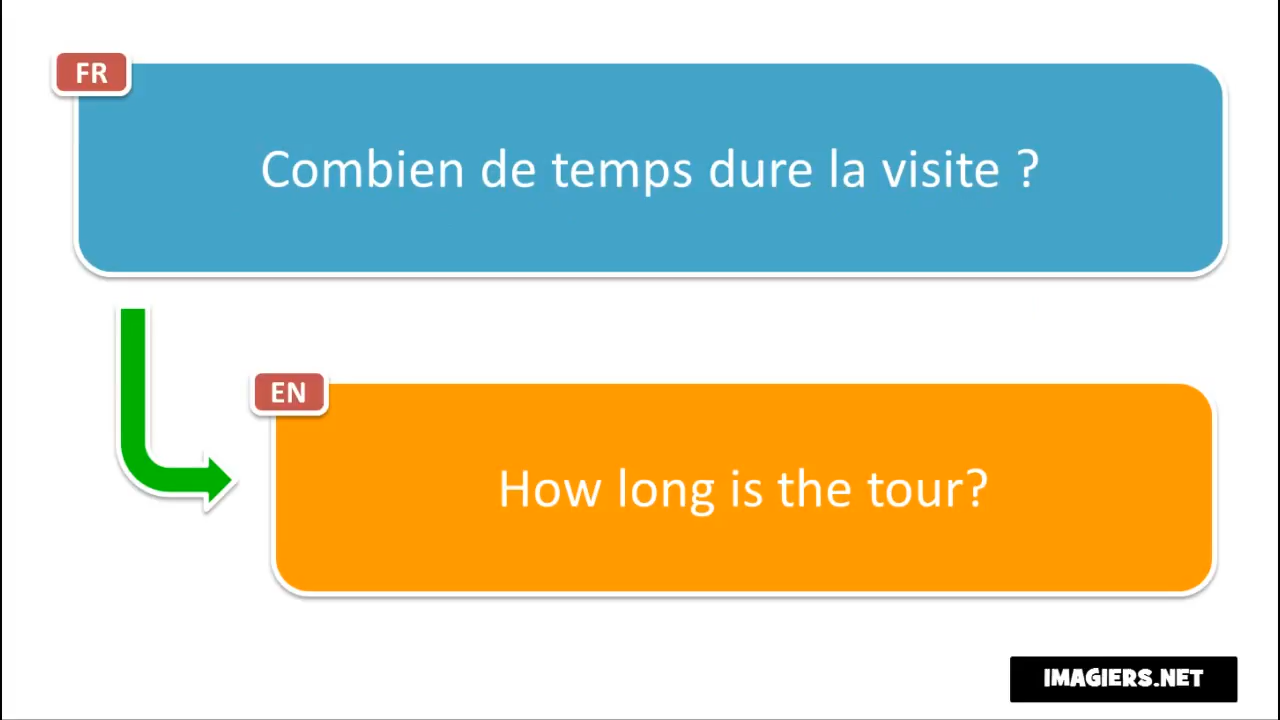 FR
Combien de temps dure la visite ?
EN
How long is the tour?
IMAGIERS.NET